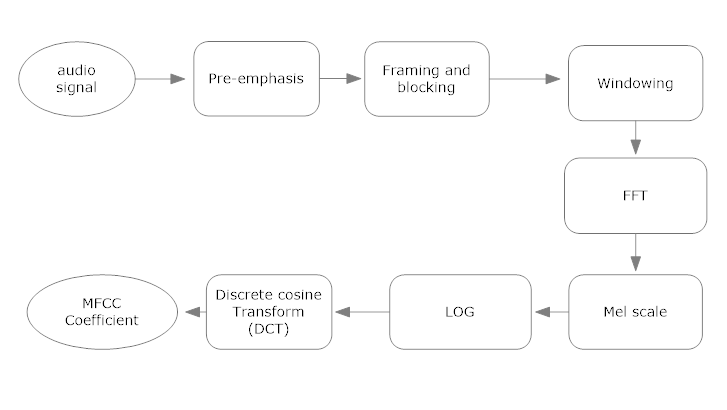 audio
signal
Pre-emphasis
Framing and
blocking
Windowing
FFT
Mel scale
LOG
Discrete cosine
Transform
(DCT)
MFCC
Coefficient